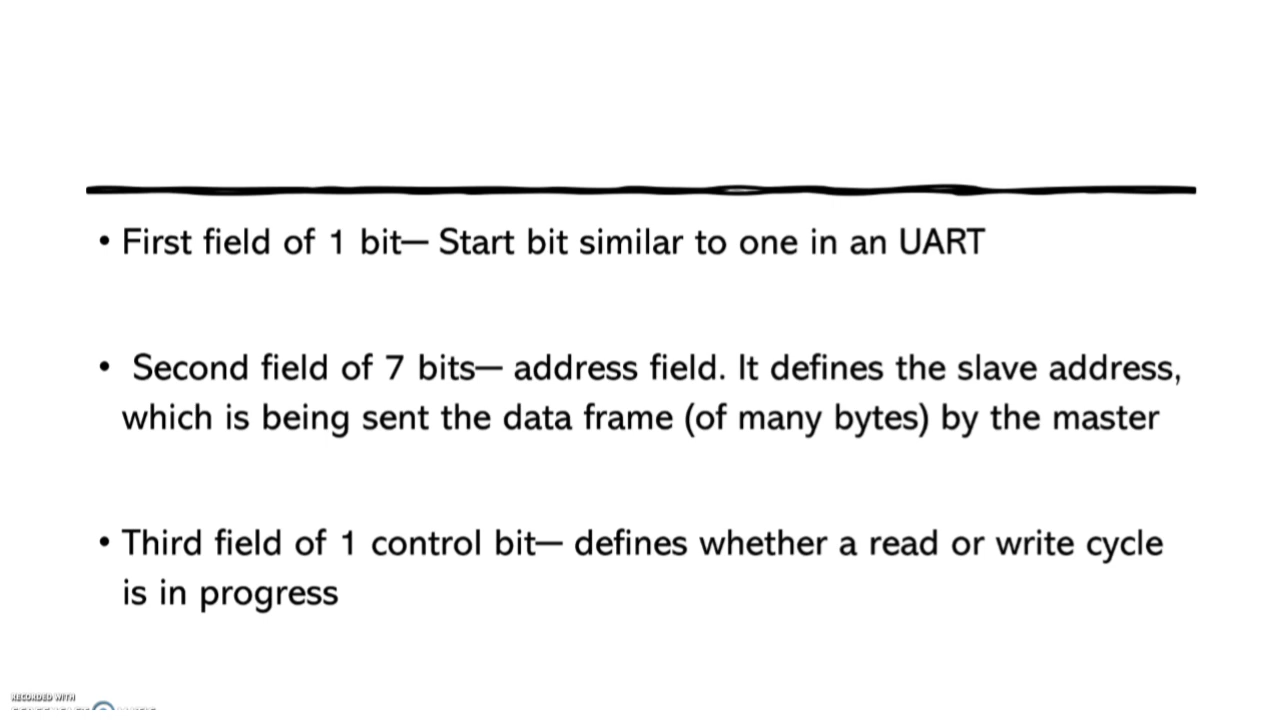 • First field of 1 bit— Start bit similar to one in an UART
• Second field of 7 bits— address field. It defines the slave address,
which is being sent the data frame (of many bytes) by the master
• Third field of 1 control bit— defines whether a read or write cycle
is in progress
RECORDED WITH